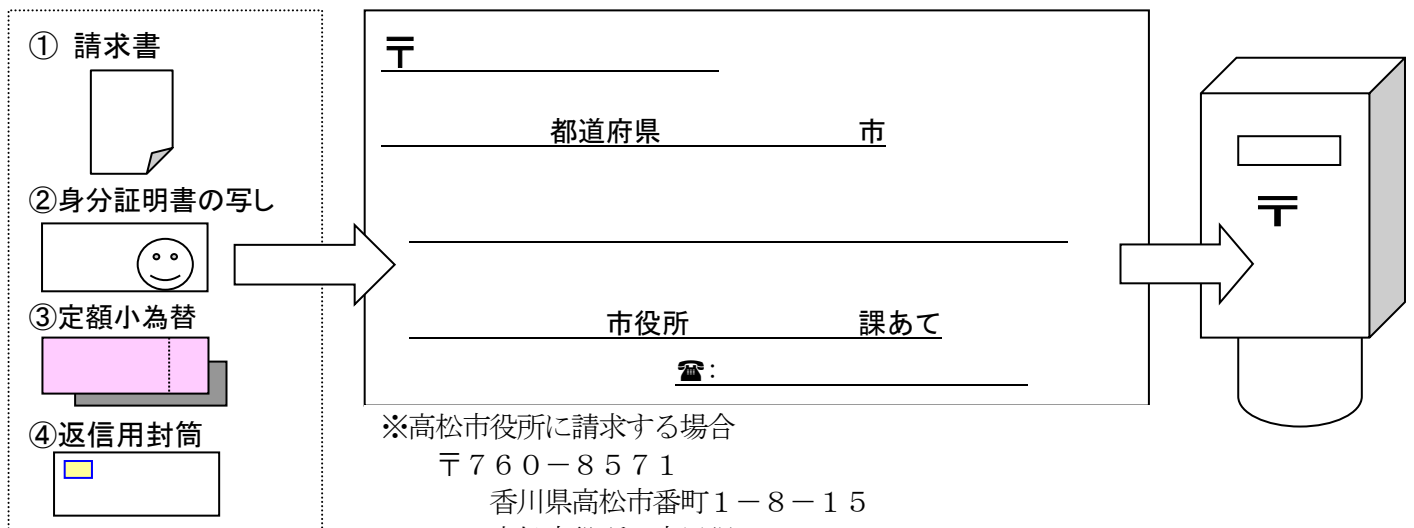 ① 請求書
②身分証明書の写し
③定額小為替
④返信用封筒
〒
都道府県 市
市役所 課あて
☎:
〒
※高松市役所に請求する場合
〒760-8571
香川県高松市番町1-8-15